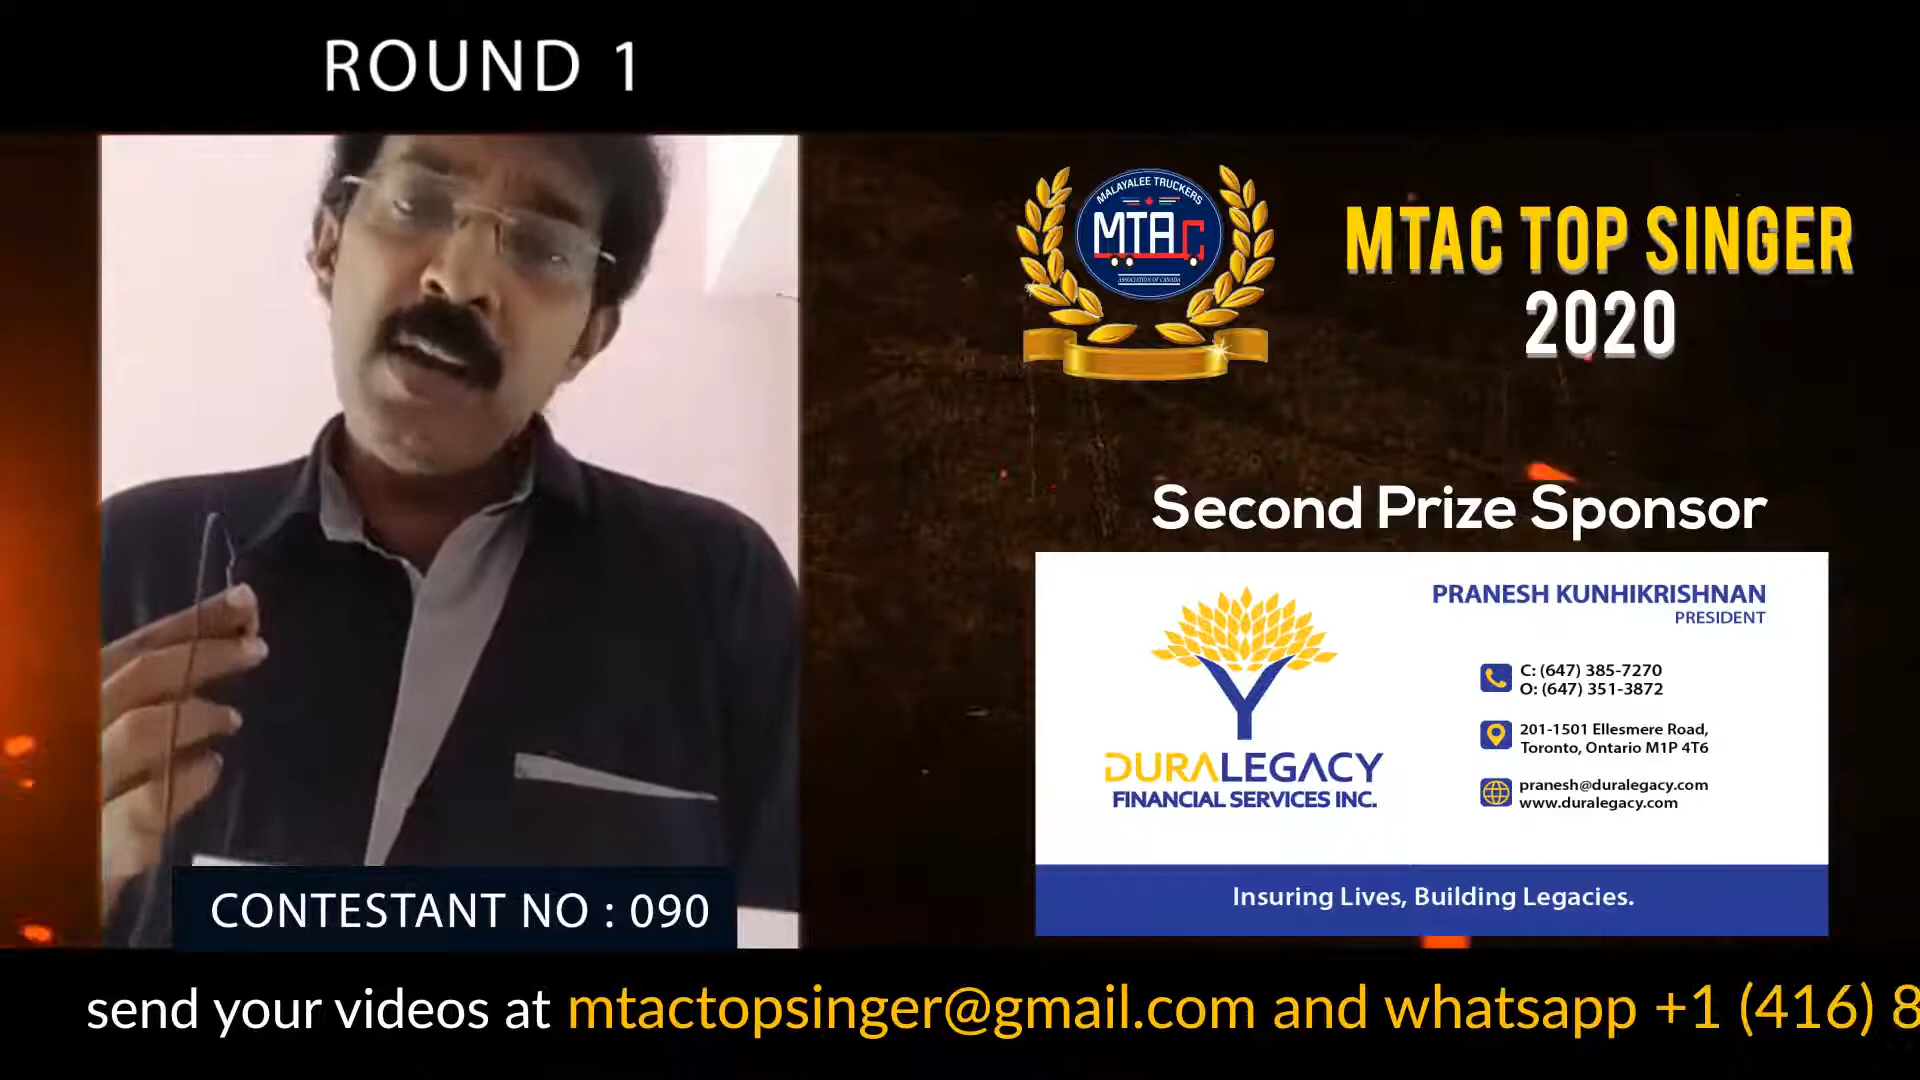 ROUND 1
MALAYALEE TRUCKERS
MTAC
ASSOCIATION OF CANADA
MTAC TOP SINGER
2020
Second Prize Sponsor
PRANESH KUNHIKRISHNAN
PRESIDENT
C: (647) 385-7270
O: (647) 351-3872
201-1501 Ellesmere Road,
Toronto, Ontario M1P 4T6
pranesh@duralegacy.com
www.duralegacy.com
DURALEGACY
FINANCIAL SERVICES INC.
Insuring Lives, Building Legacies.
CONTESTANT NO : 090
send your videos at mtactopsinger@gmail.com and whatsapp +1 (416) 8